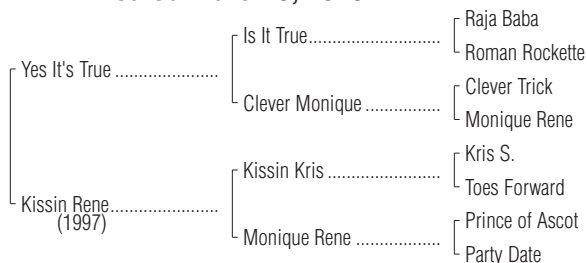 Raja Baba
Is It True
Roman Rockette
Yes It's True
Clever Trick
Clever Monique
Monique Rene
Kris S.
Kissin Kris
Toes Forward
Kissin Rene
(1997)
Prince of Ascot
Monique Rene
Party Date